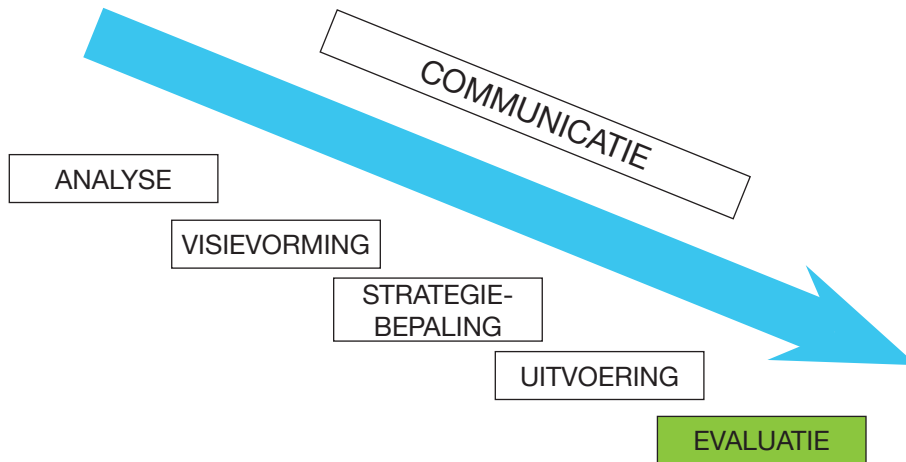 COMMUNICATIE
ANALYSE
VISIEVORMING
STRATEGIE-
BEPALING
UITVOERING
EVALUATIE